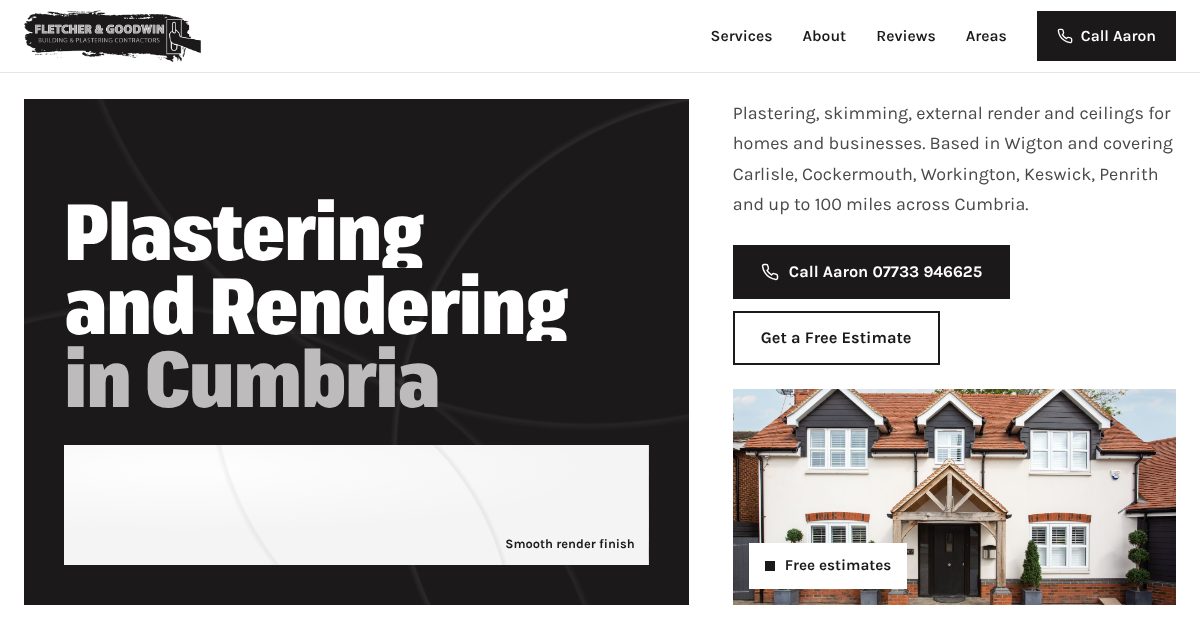 FLETCHER & GOODWIN
BUILDING & PLASTERING CONTRACTORS
Services
About
Reviews
Areas
Call Aaron
Plastering
and Rendering
in Cumbria
Smooth render finish
Plastering, skimming, external render and ceilings for
homes and businesses. Based in Wigton and covering
Carlisle, Cockermouth, Workington, Keswick, Penrith
and up to 100 miles across Cumbria.
Call Aaron 07733 946625
Get a Free Estimate
Free estimates